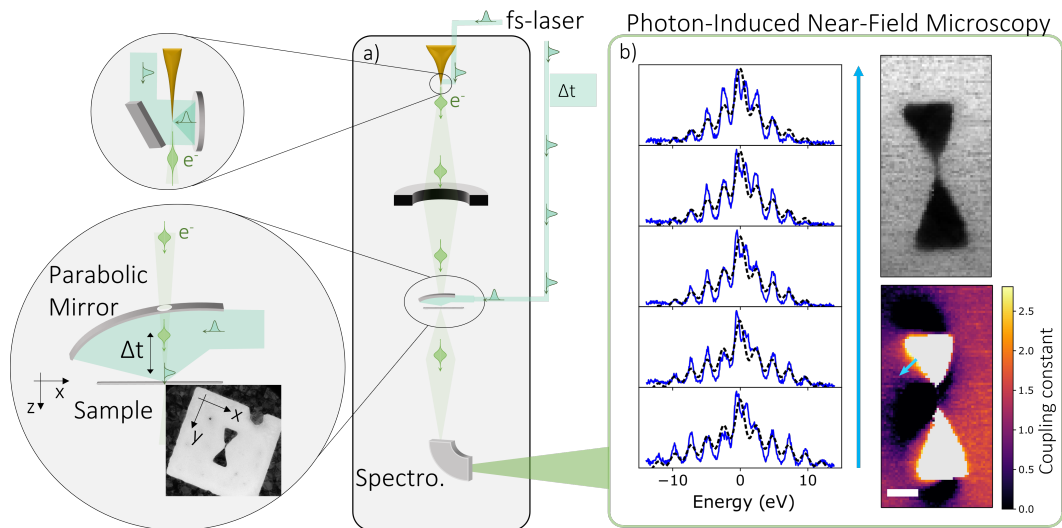 fs-laser
Photon-Induced Near-Field Microscopy
a)
b)
Δt
e⁻
e⁻
e⁻
Parabolic
Mirror
Δt
x
z
Sample
x
y
Spectro.
−10
0
10
Energy (eV)
2.5
2.0
1.5
1.0
0.5
0.0
Coupling constant